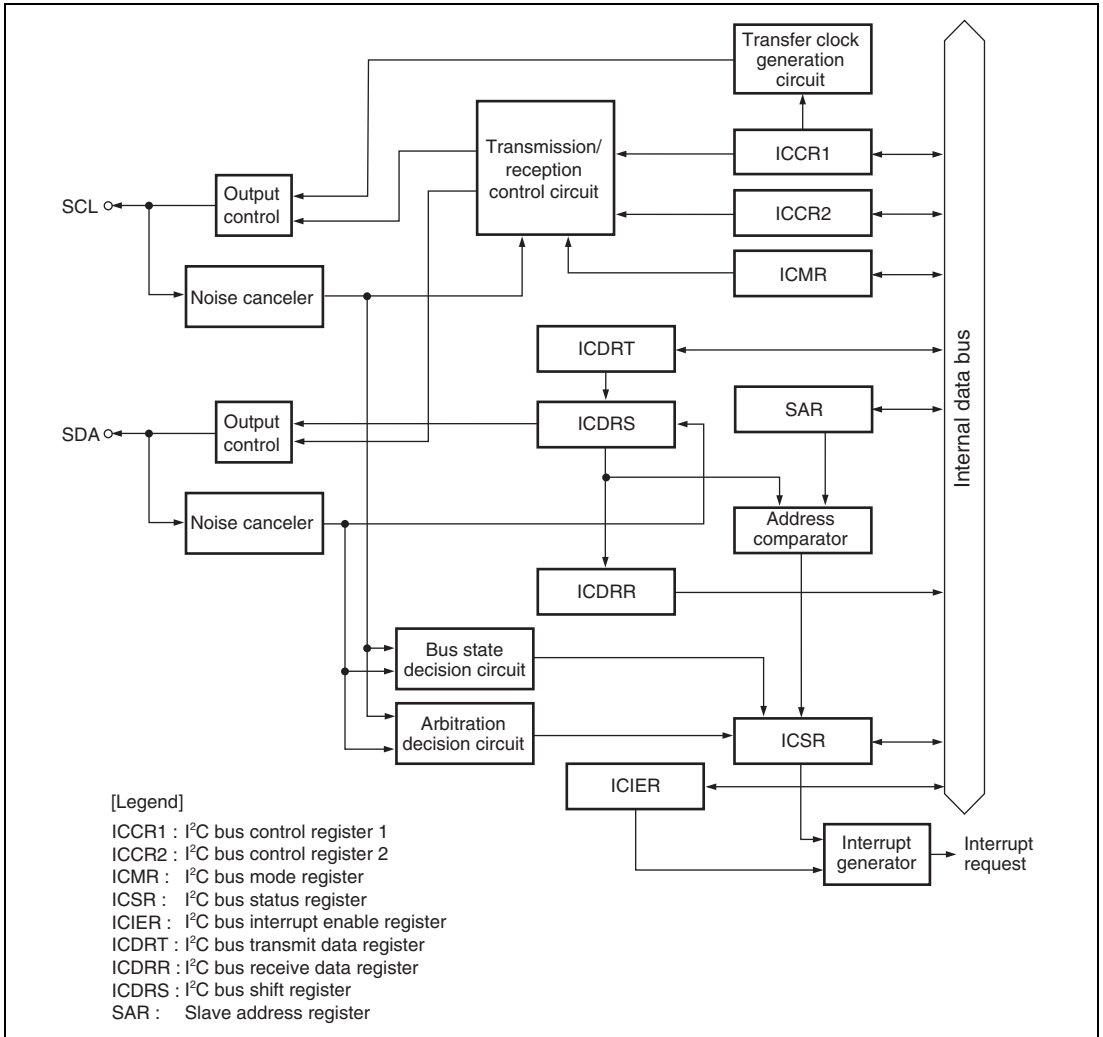 Transfer clock
generation
circuit
Transmission/
reception
control circuit
ICCR1
SCL
Output
control
ICCR2
Noise canceler
ICMR
ICDRT
Internal data bus
SDA
Output
control
ICDRS
SAR
Noise canceler
Address
comparator
ICDRR
Bus state
decision circuit
Arbitration
decision circuit
ICSR
ICIER
Interrupt
generator
Interrupt
request
[Legend]
ICCR1 : I²C bus control register 1
ICCR2 : I²C bus control register 2
ICMR : I²C bus mode register
ICSR : I²C bus status register
ICIER : I²C bus interrupt enable register
ICDRT : I²C bus transmit data register
ICDRR : I²C bus receive data register
ICDRS : I²C bus shift register
SAR : Slave address register